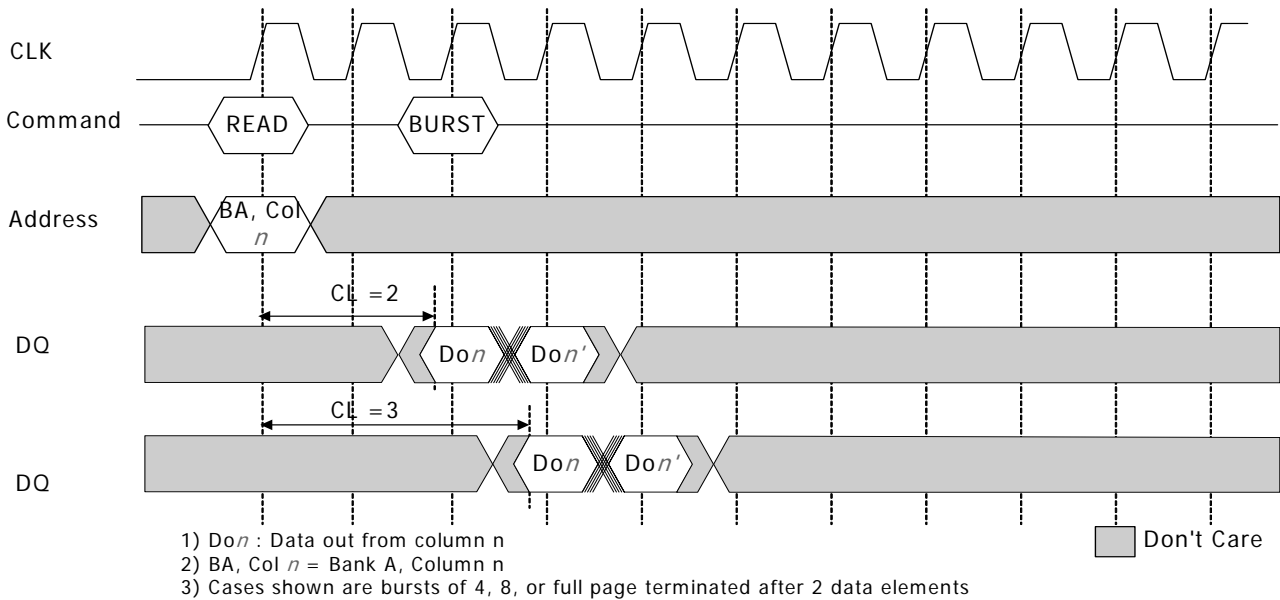 CLK
Command
READ
BURST
Address
BA, Col
n
CL =2
DQ
Don
Don'
CL =3
DQ
Don
Don'
1) Don : Data out from column n
2) BA, Col n = Bank A, Column n
3) Cases shown are bursts of 4, 8, or full page terminated after 2 data elements
Don't Care